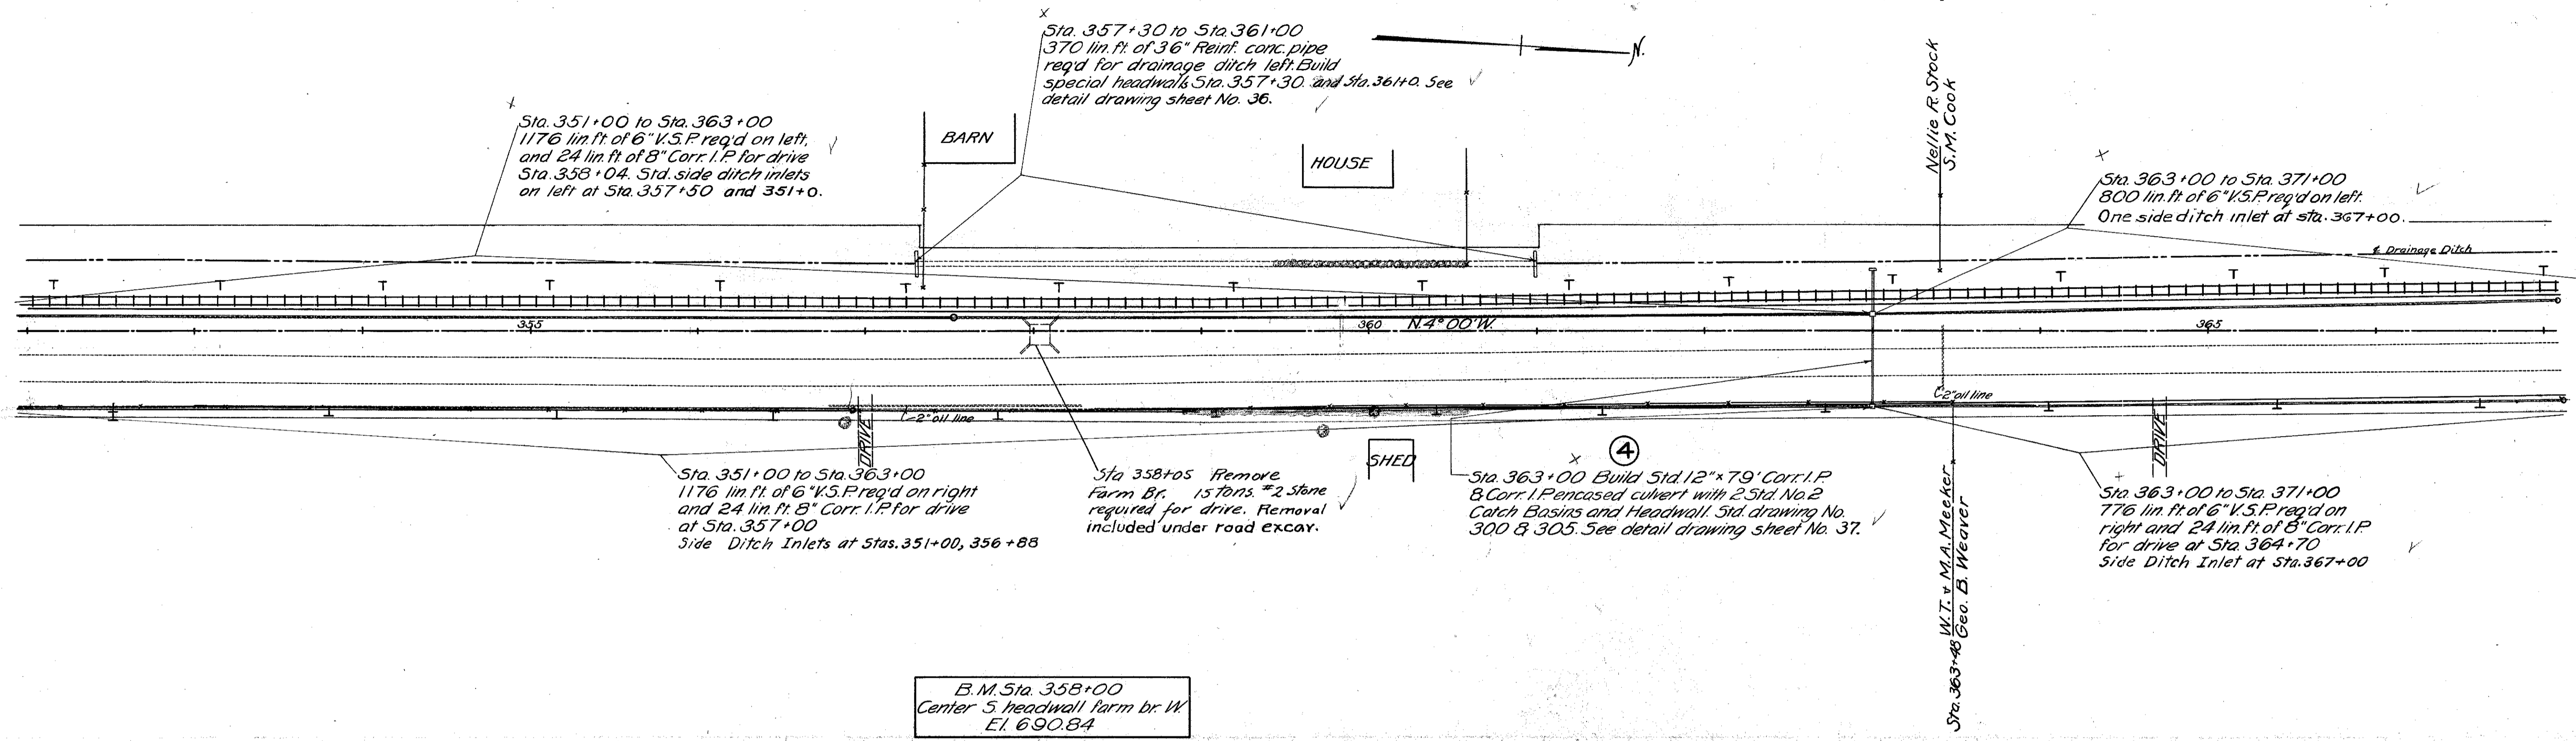 Sta. 357+30 to Sta. 361+00
370 lin. ft. of 36" Reinf. conc. pipe
req'd for drainage ditch left. Build
special headwalls Sta. 357+30. and Sta. 361+0. See
detail drawing sheet No. 36.
N.
Sta. 351+00 to Sta. 363+00
1176 lin. ft. of 6" V.S.P. req'd on left,
and 24 lin. ft. of 8" Corr. I.P. for drive
Sta. 358+04. Std. side ditch inlets
on left at Sta. 357+50 and 351+0.
BARN
HOUSE
Nellie R. Stock
S.M. Cook
Sta. 363+00 to Sta. 371+00
800 lin. ft. of 6" V.S.P. req'd on left.
One side ditch inlet at sta. 367+00.
℄ Drainage Ditch
T T T T T T T T T T T T T T T T
355
360
N. 4° 00' W.
365
2" oil line
2" oil line
DRIVE
DRIVE
SHED
Sta. 351+00 to Sta. 363+00
1176 lin. ft. of 6" V.S.P. req'd on right
and 24 lin. ft. 8" Corr. I.P. for drive
at Sta. 357+00
Side Ditch Inlets at Stas. 351+00, 356+88
Sta 358+05 Remove
Farm Br. 15 tons. #2 Stone
required for drive. Removal
included under road excav.
4
Sta. 363+00 Build Std. 12" x 79' Corr. I.P.
& Corr. I.P. encased culvert with 2 Std. No. 2
Catch Basins and Headwall. Std. drawing No.
300 & 305. See detail drawing sheet No. 37.
Sta. 363+48 W.T. & M.A. Meeker
Geo. B. Weaver
Sta. 363+00 to Sta. 371+00
776 lin. ft. of 6" V.S.P. req'd on
right and 24 lin. ft. of 8" Corr. I.P.
for drive at Sta. 364+70
Side Ditch Inlet at Sta. 367+00
B.M. Sta. 358+00
Center S. headwall farm br. W.
El. 690.84